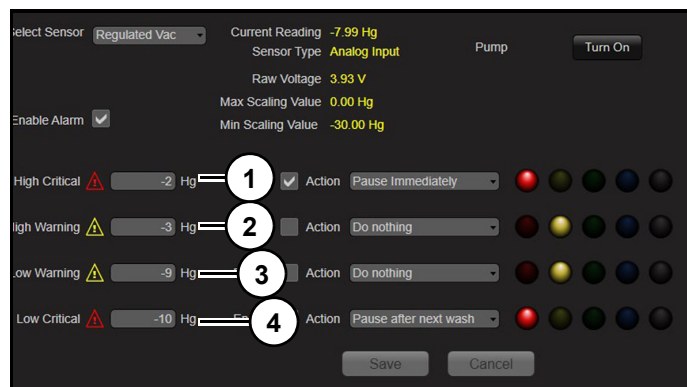 elect Sensor Regulated Vac Current Reading -7.99 Hg
Sensor Type Analog Input Pump Turn On
Raw Voltage 3.93 V
Max Scaling Value 0.00 Hg
Enable Alarm Min Scaling Value -30.00 Hg
High Critical -2 Hg 1 Action Pause Immediately
igh Warning -3 Hg 2 Action Do nothing
ow Warning -9 Hg 3 Action Do nothing
Low Critical -10 Hg En 4 Action Pause after next wash
Save Cancel